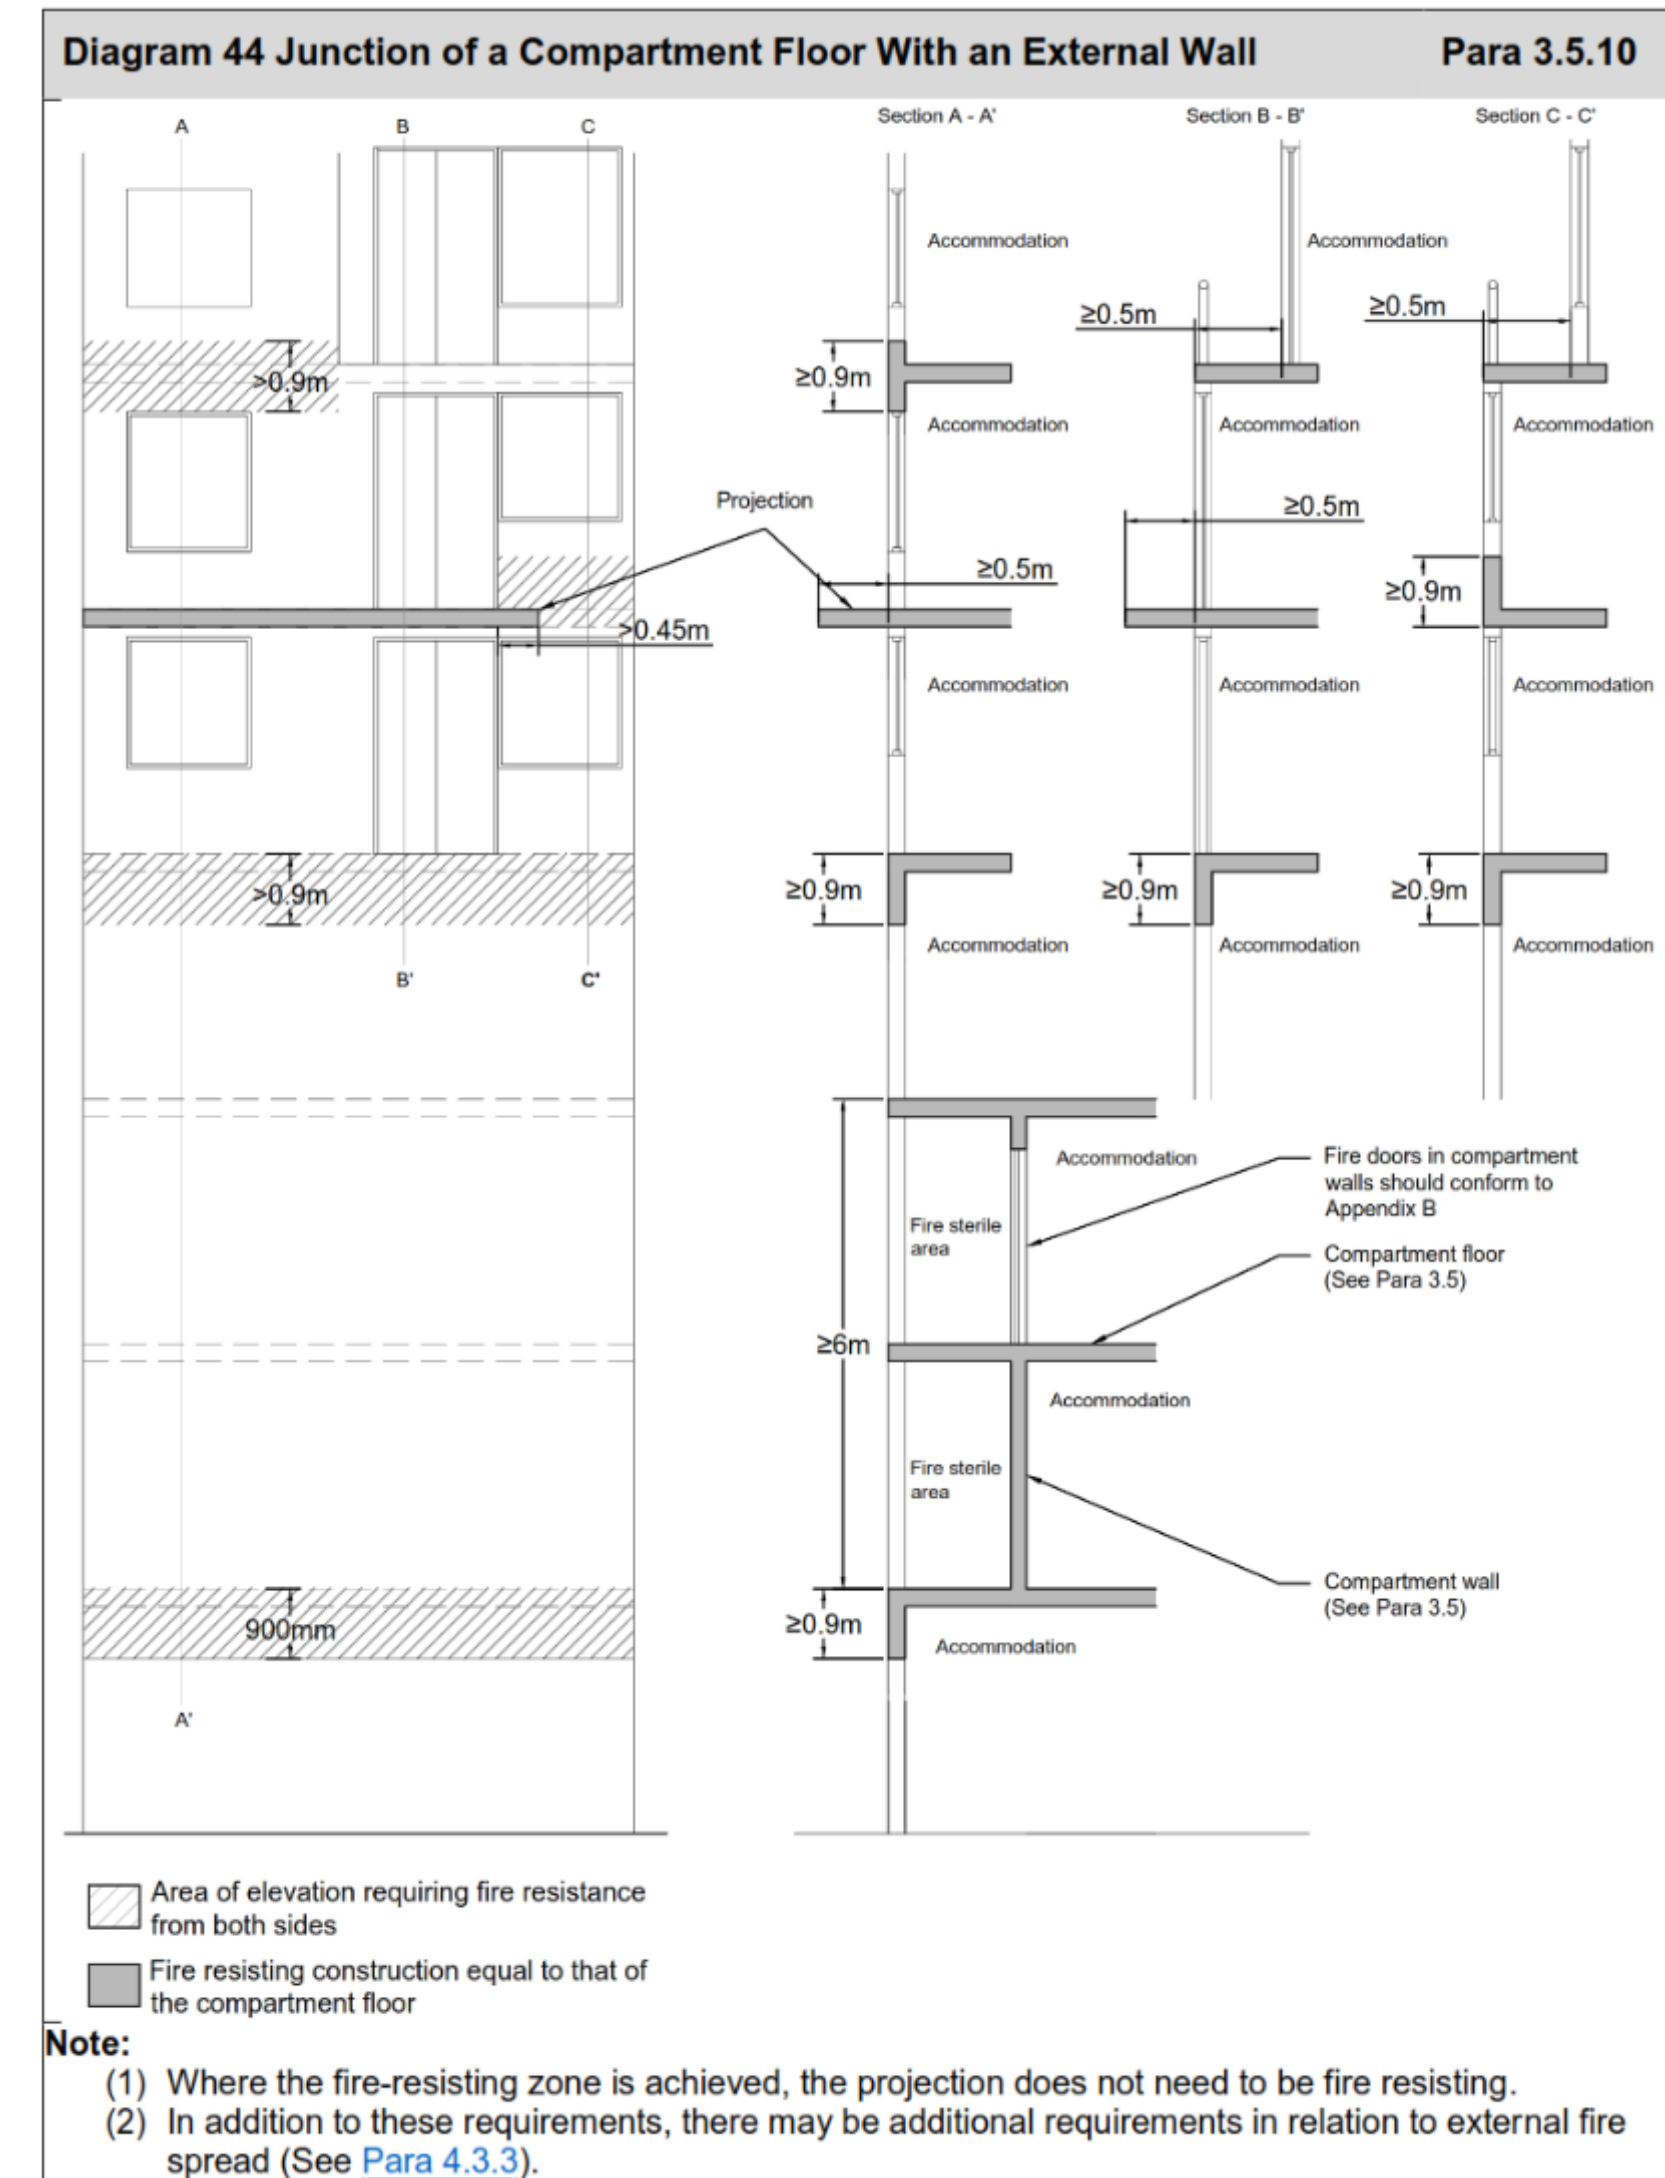 Diagram 44 Junction of a Compartment Floor With an External Wall Para 3.5.10
A B C Section A - A' Section B - B' Section C - C'
Accommodation Accommodation
≥0.5m ≥0.5m
>0.9m ≥0.9m
Accommodation Accommodation Accommodation
Projection ≥0.5m
≥0.5m ≥0.9m
>0.45m
Accommodation Accommodation Accommodation
>0.9m ≥0.9m ≥0.9m ≥0.9m
Accommodation Accommodation Accommodation
B' C'
Accommodation
Fire doors in compartment
walls should conform to
Appendix B
Fire sterile
area
Compartment floor
(See Para 3.5)
≥6m
Accommodation
Fire sterile
area
Compartment wall
(See Para 3.5)
900mm ≥0.9m
Accommodation
A'
Area of elevation requiring fire resistance
from both sides
Fire resisting construction equal to that of
the compartment floor
Note:
(1) Where the fire-resisting zone is achieved, the projection does not need to be fire resisting.
(2) In addition to these requirements, there may be additional requirements in relation to external fire
spread (See Para 4.3.3).